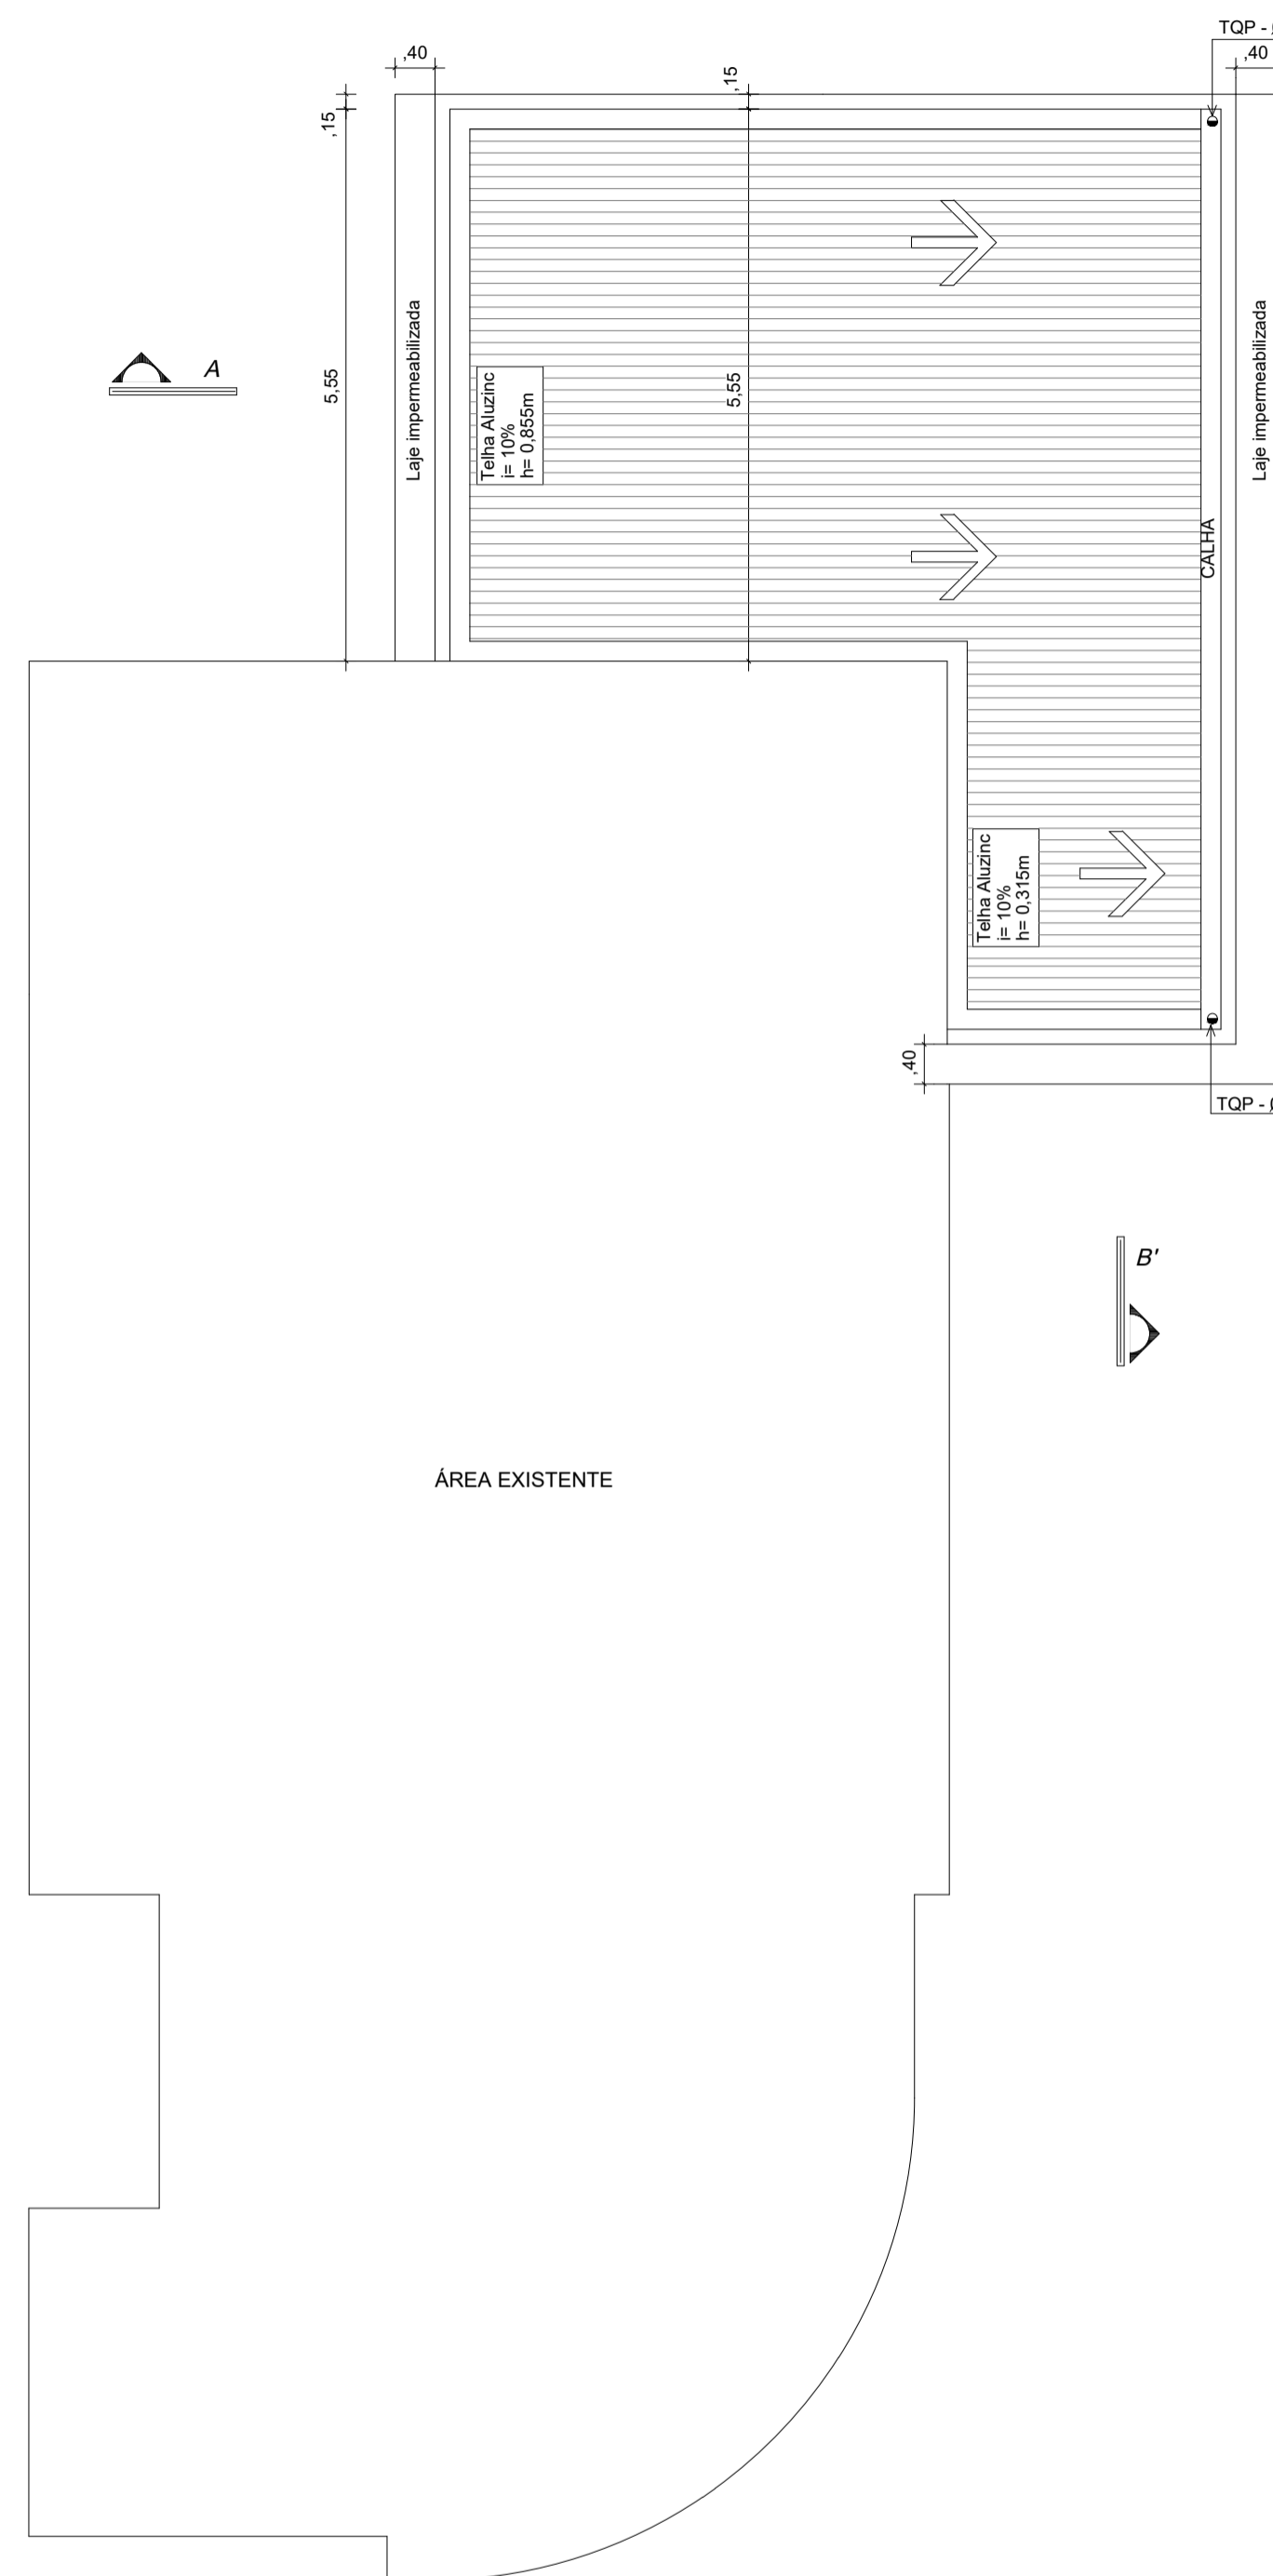 TQP -
,40
,40
,15
,15
A
5,55
5,55
Laje impermeabilizada
Laje impermeabilizada
Telha Aluzinc
i= 10%
h= 0,855m
CALHA
Telha Aluzinc
i= 10%
h= 0,315m
,40
TQP -
B'
ÁREA EXISTENTE